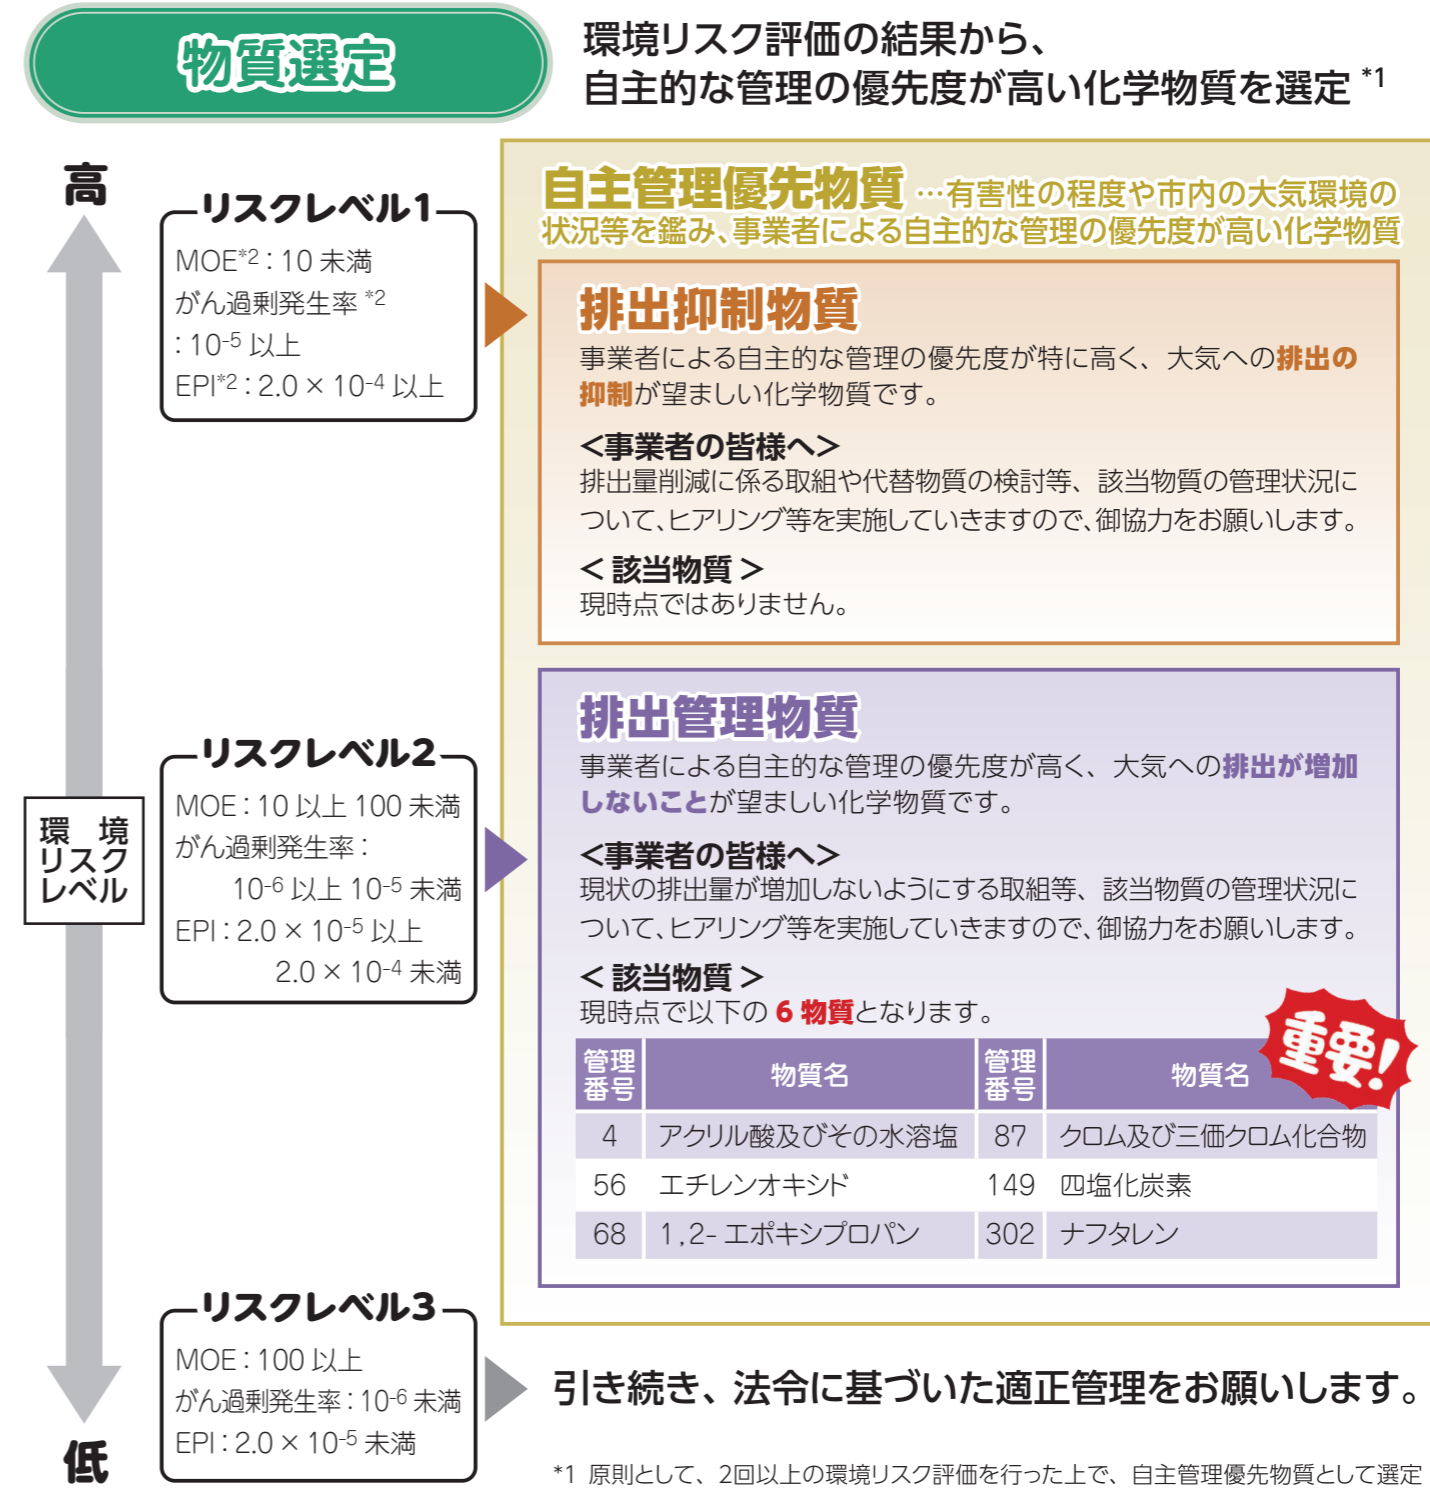 物質選定
環境リスク評価の結果から、
自主的な管理の優先度が高い化学物質を選定 *1
高
リスクレベル1
MOE*2：10 未満
がん過剰発生率 *2
：10-5 以上
EPI*2：2.0 × 10-4 以上
自主管理優先物質 …有害性の程度や市内の大気環境の
状況等を鑑み、事業者による自主的な管理の優先度が高い化学物質
排出抑制物質
事業者による自主的な管理の優先度が特に高く、大気への排出の
抑制が望ましい化学物質です。
<事業者の皆様へ>
排出量削減に係る取組や代替物質の検討等、該当物質の管理状況に
ついて、ヒアリング等を実施していきますので、御協力をお願いします。
< 該当物質 >
現時点ではありません。
環 境
リスク
レベル
リスクレベル2
MOE：10 以上 100 未満
がん過剰発生率：
10-6 以上 10-5 未満
EPI：2.0 × 10-5 以上
2.0 × 10-4 未満
排出管理物質
事業者による自主的な管理の優先度が高く、大気への排出が増加
しないことが望ましい化学物質です。
<事業者の皆様へ>
現状の排出量が増加しないようにする取組等、該当物質の管理状況に
ついて、ヒアリング等を実施していきますので、御協力をお願いします。
< 該当物質 >
現時点で以下の 6 物質となります。
重要!
管理番号 物質名 管理番号 物質名
4 アクリル酸及びその水溶塩 87 クロム及び三価クロム化合物
56 エチレンオキシド 149 四塩化炭素
68 1,2- エポキシプロパン 302 ナフタレン
リスクレベル3
MOE：100 以上
がん過剰発生率：10-6 未満
EPI：2.0 × 10-5 未満
低
引き続き、法令に基づいた適正管理をお願いします。
*1 原則として、2回以上の環境リスク評価を行った上で、自主管理優先物質として選定